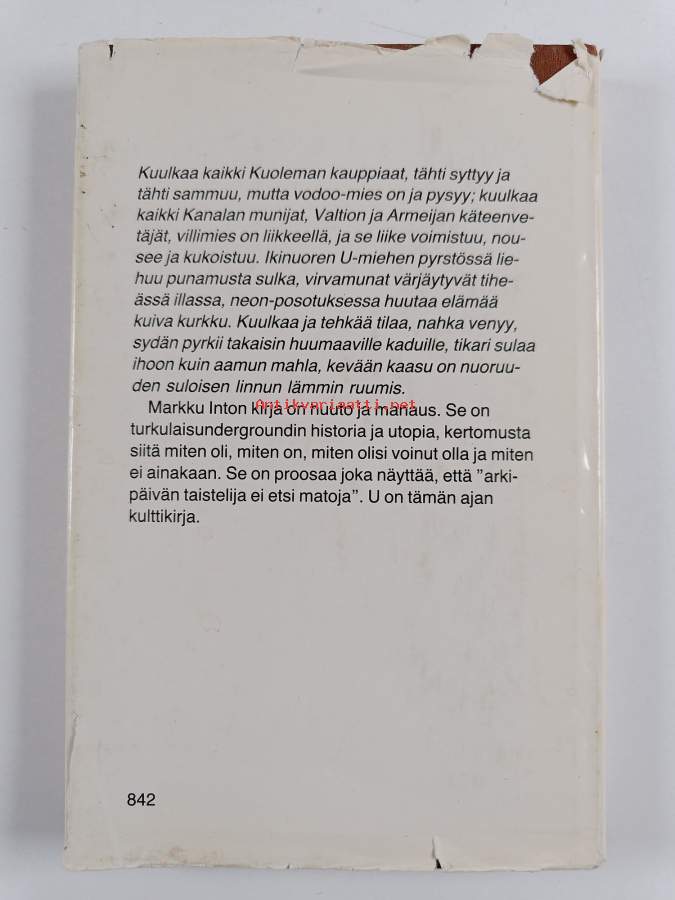 Kuulkaa kaikki Kuoleman kauppiaat, tähti syttyy ja
tähti sammuu, mutta vodoo-mies on ja pysyy; kuulkaa
kaikki Kanalan munijat, Valtion ja Armeijan käteenve-
täjät, villimies on liikkeellä, ja se liike voimistuu, nou-
see ja kukoistuu. Ikinuoren U-miehen pyrstössä lie-
huu punamusta sulka, virvamunat värjäytyvät tihe-
ässä illassa, neon-posotuksessa huutaa elämää
kuiva kurkku. Kuulkaa ja tehkää tilaa, nahka venyy,
sydän pyrkii takaisin huumaaville kaduille, tikari sulaa
ihoon kuin aamun mahla, kevään kaasu on nuoruu-
den suloisen linnun lämmin ruumis.
Antikvariaatti.net
Markku Inton kirja on huuto ja manaus. Se on
turkulaisundergroundin historia ja utopia, kertomusta
siitä miten oli, miten on, miten olisi voinut olla ja miten
ei ainakaan. Se on proosaa joka näyttää, että ”arki-
päivän taistelija ei etsi matoja”. U on tämän ajan
kulttikirja.
842